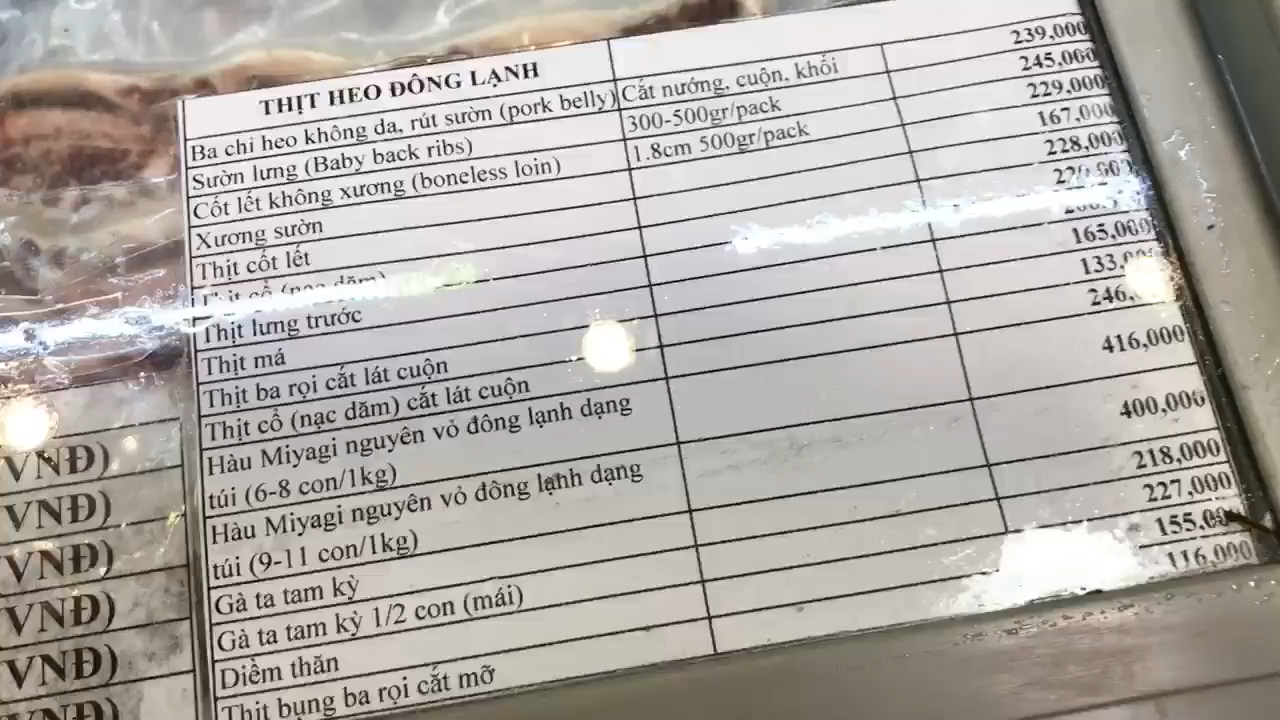 THỊT HEO ĐÔNG LẠNH
Ba chỉ heo không da, rút sườn (pork belly) Cắt nướng, cuộn, khối 239,000
Sườn lưng (Baby back ribs) 300-500gr/pack 245,000
Cốt lết không xương (boneless loin) 1.8cm 500gr/pack 229,000
Xương sườn 167,000
Thịt cốt lết 228,000
Thịt cổ (nạc dăm)
Thịt lưng trước
Thịt má 165,000
Thịt ba rọi cắt lát cuộn
Thịt cổ (nạc dăm) cắt lát cuộn
Hàu Miyagi nguyên vỏ đông lạnh dạng
túi (6-8 con/1kg) 416,000
Hàu Miyagi nguyên vỏ đông lạnh dạng
túi (9-11 con/1kg) 400,000
Gà ta tam kỳ 218,000
Gà ta tam kỳ 1/2 con (mái) 227,000
Diềm thăn 155,000
Thịt bụng ba rọi cắt mỡ 116,000
VNĐ)
VNĐ)
VNĐ)
VNĐ)
VNĐ)
VNĐ)